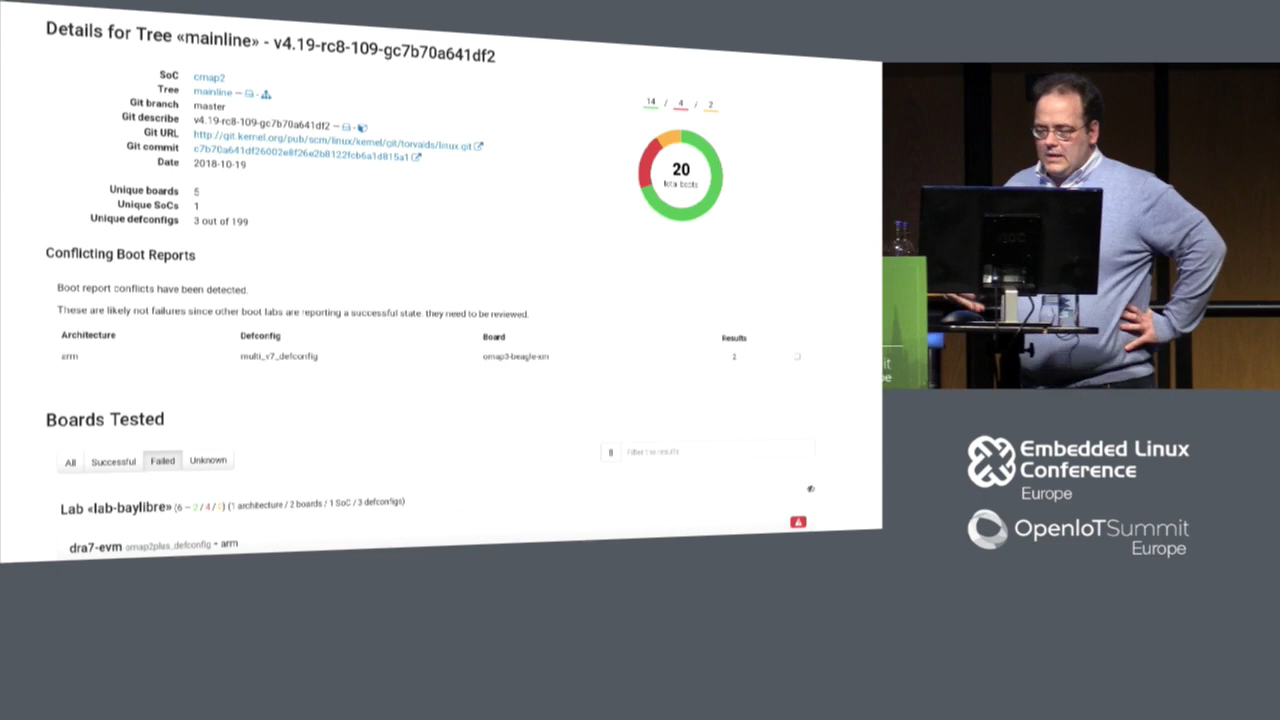 Details for Tree «mainline» - v4.19-rc8-109-gc7b70a641df2
SoC omap2
Tree mainline —
Git branch master
Git describe v4.19-rc8-109-gc7b70a641df2 —
Git URL http://git.kernel.org/pub/scm/linux/kernel/git/torvalds/linux.git
Git commit c7b70a641df26002e8f26e2b8122fcb6a1d815a1
Date 2018-10-19
14 / 4 / 2
20
total boots
Unique boards 5
Unique SoCs 1
Unique defconfigs 3 out of 199
Conflicting Boot Reports
Boot report conflicts have been detected.
These are likely not failures since other boot labs are reporting a successful state. they need to be reviewed.
Architecture Defconfig Board Results
arm multi_v7_defconfig omap3-beagle-xm 2
Boards Tested
All Successful Failed Unknown
Filter the results
Lab «lab-baylibre» (6 – 2 / 4 / 0) (1 architecture / 2 boards / 1 SoC / 3 defconfigs)
dra7-evm omap2plus_defconfig - arm
Embedded Linux
Conference
Europe
OpenIoTSummit
Europe